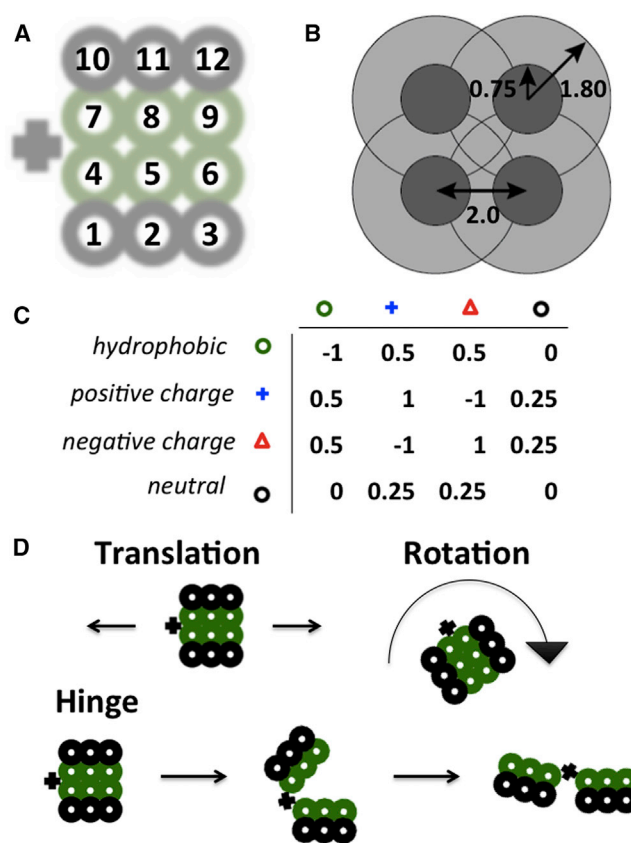 A
10 11 12
7 8 9
4 5 6
1 2 3
B
0.75 1.80
2.0
C
hydrophobic -1 0.5 0.5 0
positive charge 0.5 1 -1 0.25
negative charge 0.5 -1 1 0.25
neutral 0 0.25 0.25 0
D
Translation Rotation
Hinge